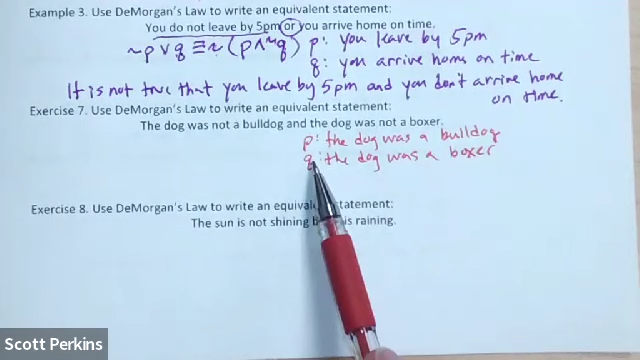 Example 3. Use DeMorgan's Law to write an equivalent statement:
You do not leave by 5pm or you arrive home on time.
~p ∨ q ≡ ~(p ∧ ~q) p: you leave by 5pm
q: you arrive home on time
It is not true that you leave by 5pm and you don't arrive home
on time.
Exercise 7. Use DeMorgan's Law to write an equivalent statement:
The dog was not a bulldog and the dog was not a boxer.
p: the dog was a bulldog
q: the dog was a boxer
Exercise 8. Use DeMorgan's Law to write an equivalent statement:
The sun is not shining is raining.
Scott Perkins